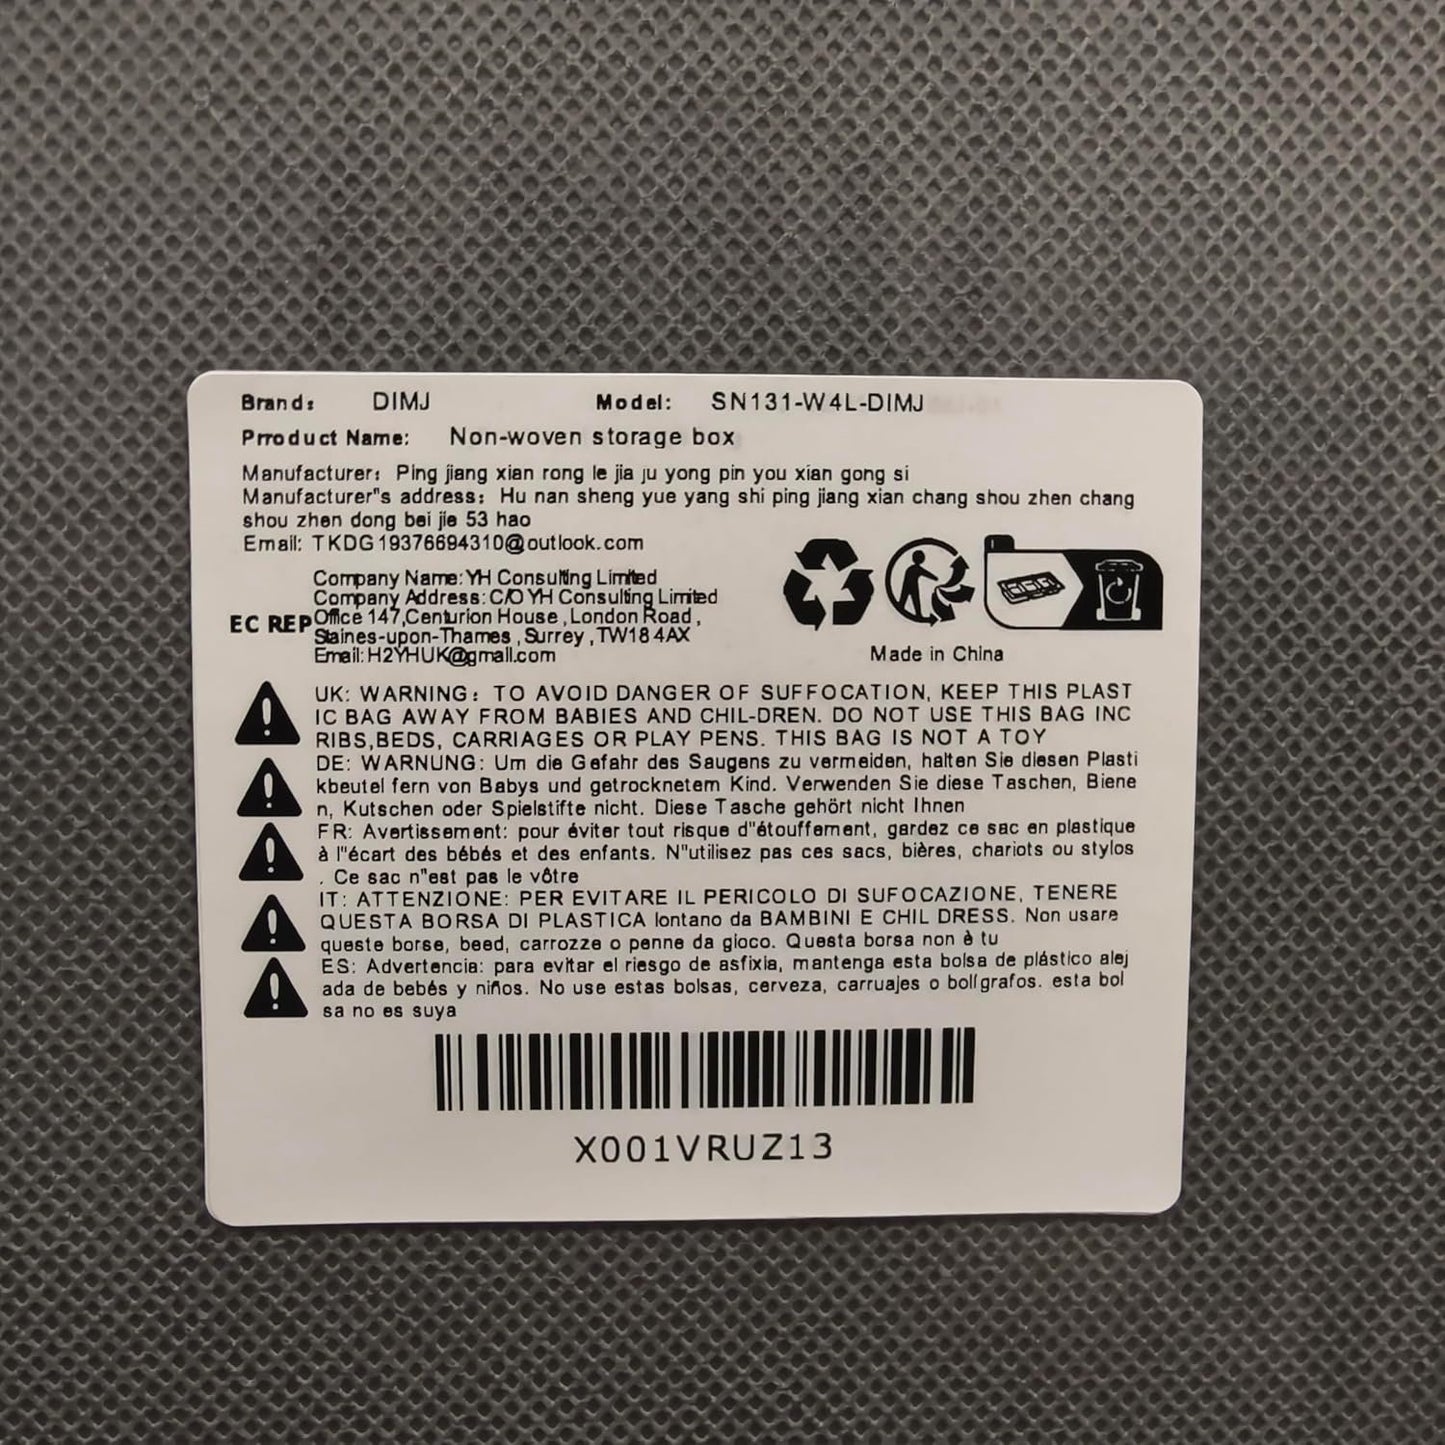 Brand: DIMJ Model: SN131-W4L-DIMJ
Prroduct Name: Non-woven storage box
Manufacturer: Ping jiang xian rong le jia ju yong pin you xian gong si
Manufacturer"s address: Hu nan sheng yue yang shi ping jiang xian chang shou zhen chang
shou zhen dong bei jie 53 hao
Email: TKDG19376694310@outlook.com
Company Name: YH Consulting Limited
Company Address: C/O YH Consulting Limited
EC REP Office 147,Centurion House ,London Road ,
Staines-upon-Thames ,Surrey ,TW18 4AX
Email: H2YHUK@gmail.com
Made in China
UK: WARNING: TO AVOID DANGER OF SUFFOCATION, KEEP THIS PLAST
IC BAG AWAY FROM BABIES AND CHIL-DREN. DO NOT USE THIS BAG INC
RIBS,BEDS, CARRIAGES OR PLAY PENS. THIS BAG IS NOT A TOY
DE: WARNUNG: Um die Gefahr des Saugens zu vermeiden, halten Sie diesen Plasti
kbeutel fern von Babys und getrocknetem Kind. Verwenden Sie diese Taschen, Biene
n, Kutschen oder Spielstifte nicht. Diese Tasche gehört nicht Ihnen
FR: Avertissement: pour éviter tout risque d"étouffement, gardez ce sac en plastique
à l"écart des bébés et des enfants. N"utilisez pas ces sacs, bières, chariots ou stylos
. Ce sac n"est pas le vôtre
IT: ATTENZIONE: PER EVITARE IL PERICOLO DI SUFOCAZIONE, TENERE
QUESTA BORSA DI PLASTICA lontano da BAMBINI E CHIL DRESS. Non usare
queste borse, beed, carrozze o penne da gioco. Questa borsa non è tu
ES: Advertencia: para evitar el riesgo de asfixia, mantenga esta bolsa de plástico alej
ada de bebés y niños. No use estas bolsas, cerveza, carruajes o bolígrafos. esta bol
sa no es suya
X001VRUZ13